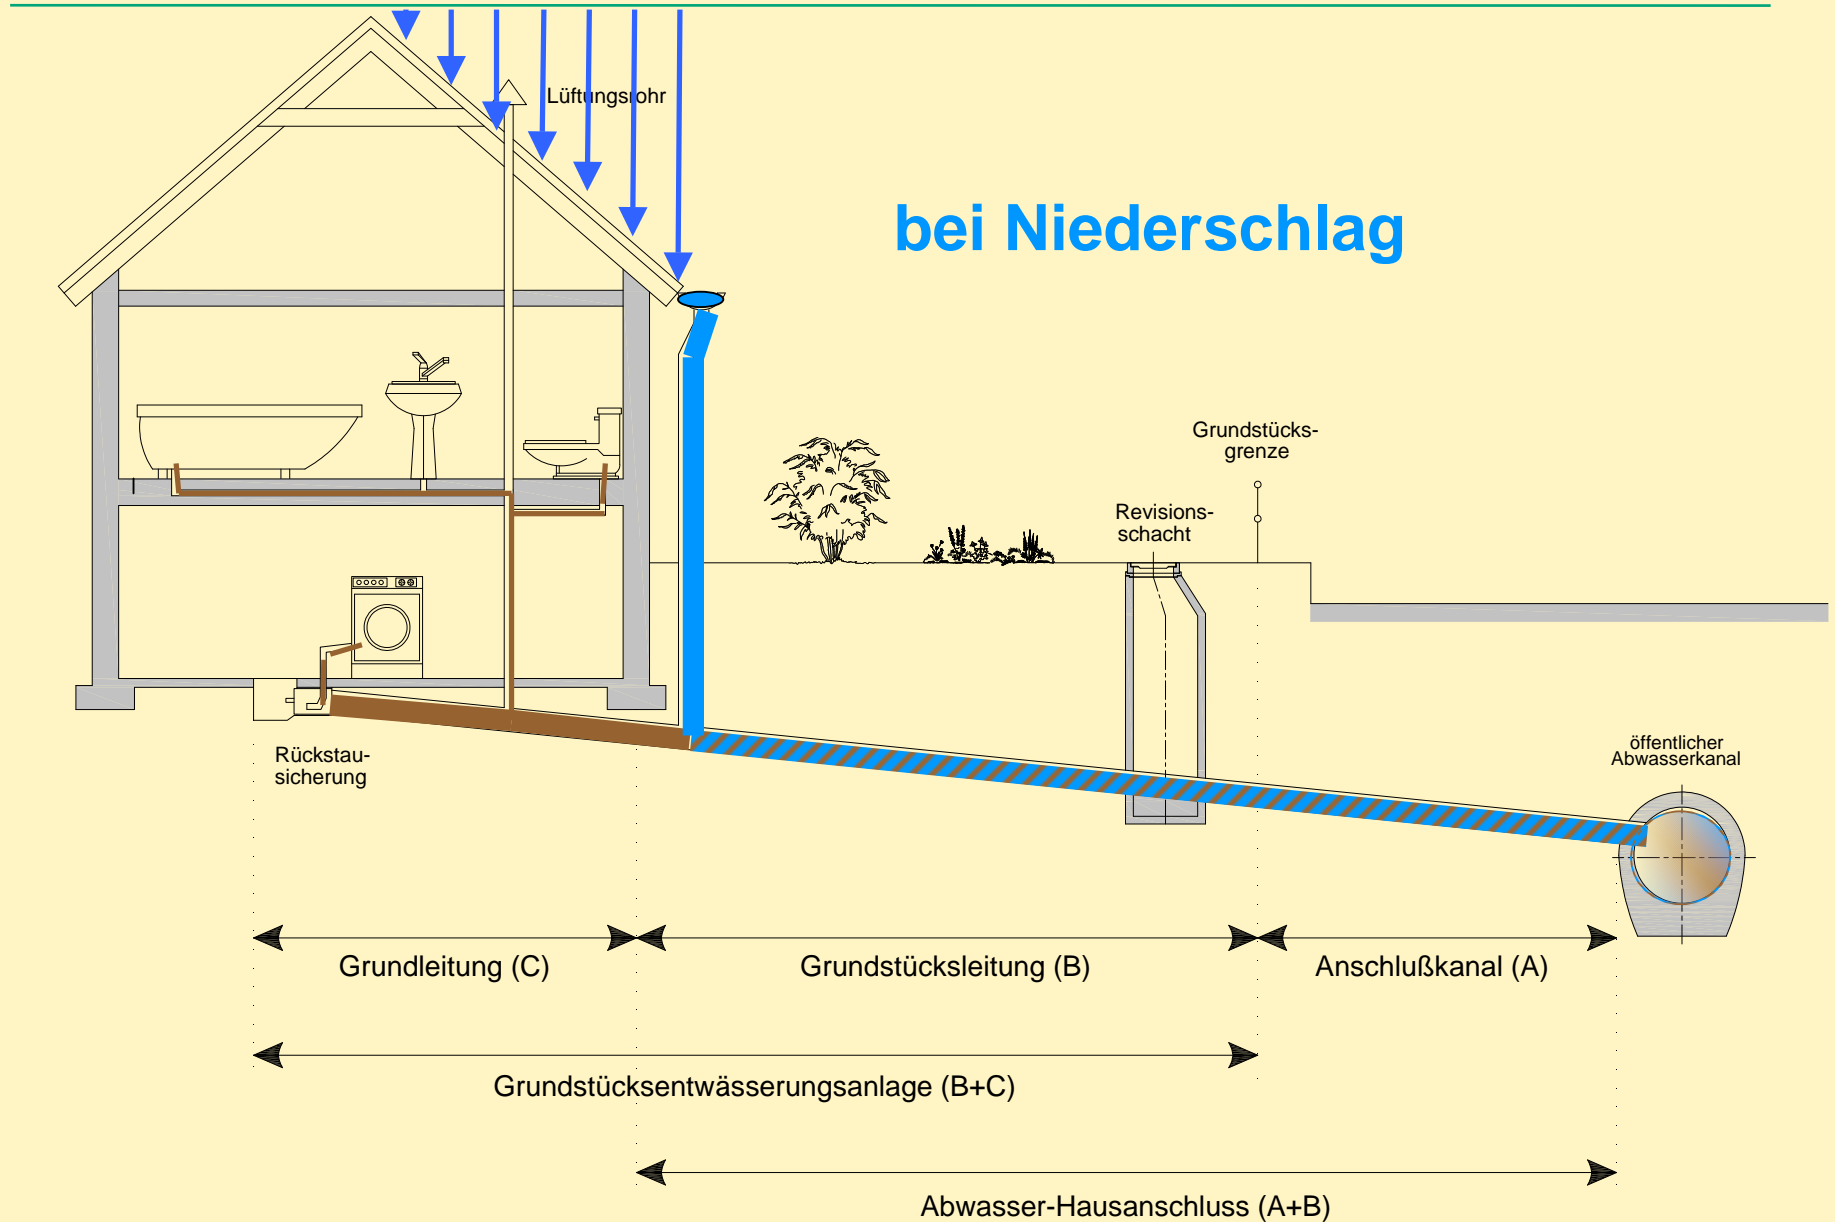 Lüftungsrohr
bei Niederschlag
Grundstücks-
grenze
Revisions-
schacht
öffentlicher
Abwasserkanal
Rückstau-
sicherung
Grundleitung (C)
Grundstücksleitung (B)
Anschlußkanal (A)
Grundstücksentwässerungsanlage (B+C)
Abwasser-Hausanschluss (A+B)